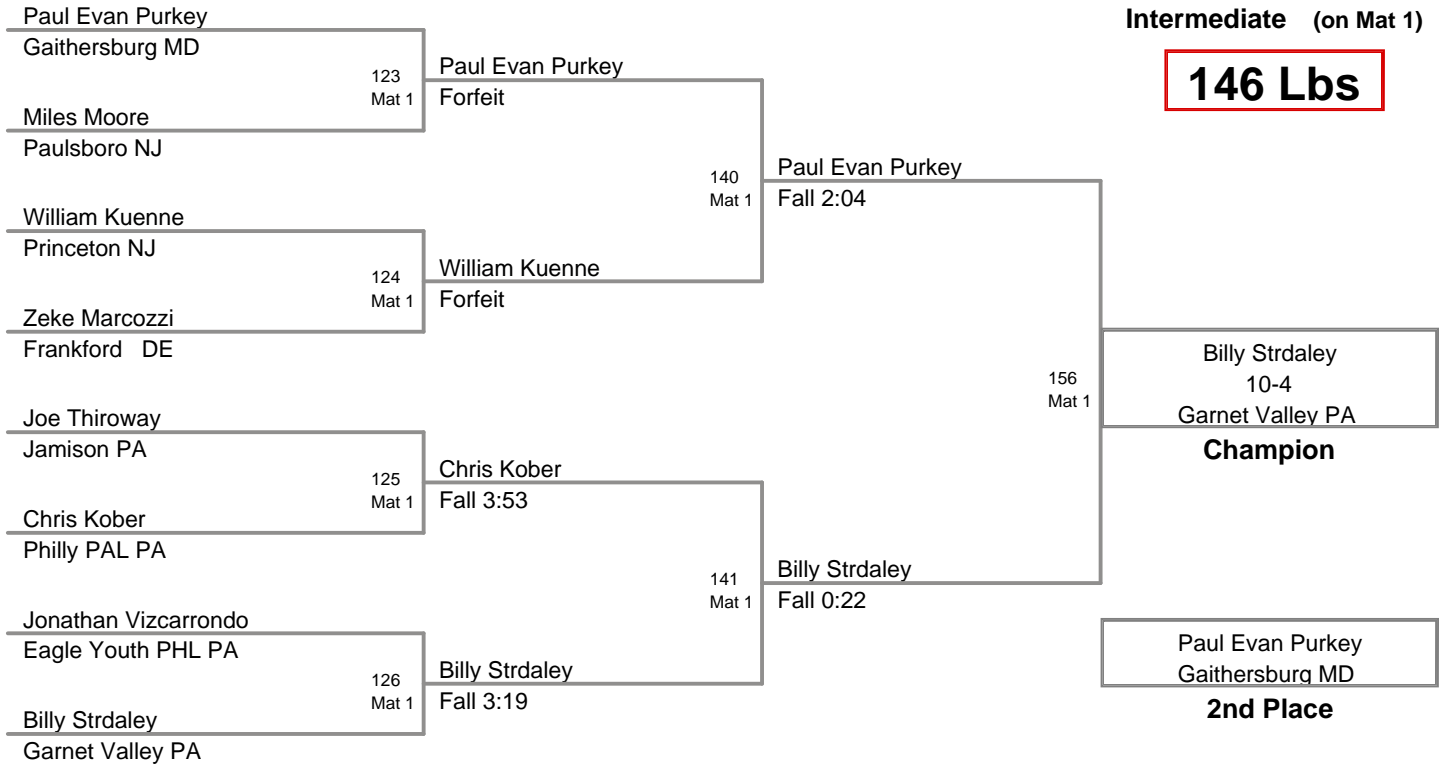 Intermediate (on Mat 1)
146 Lbs
Paul Evan Purkey
Gaithersburg MD
123
Mat 1
Miles Moore
Paulsboro NJ
Paul Evan Purkey
Forfeit
William Kuenne
Princeton NJ
124
Mat 1
Zeke Marcozzi
Frankford DE
William Kuenne
Forfeit
140
Mat 1
Paul Evan Purkey
Fall 2:04
Joe Thiroway
Jamison PA
125
Mat 1
Chris Kober
Philly PAL PA
Chris Kober
Fall 3:53
Jonathan Vizcarrondo
Eagle Youth PHL PA
126
Mat 1
Billy Strdaley
Garnet Valley PA
Billy Strdaley
Fall 3:19
141
Mat 1
Billy Strdaley
Fall 0:22
156
Mat 1
Billy Strdaley
10-4
Garnet Valley PA
Champion
Paul Evan Purkey
Gaithersburg MD
2nd Place